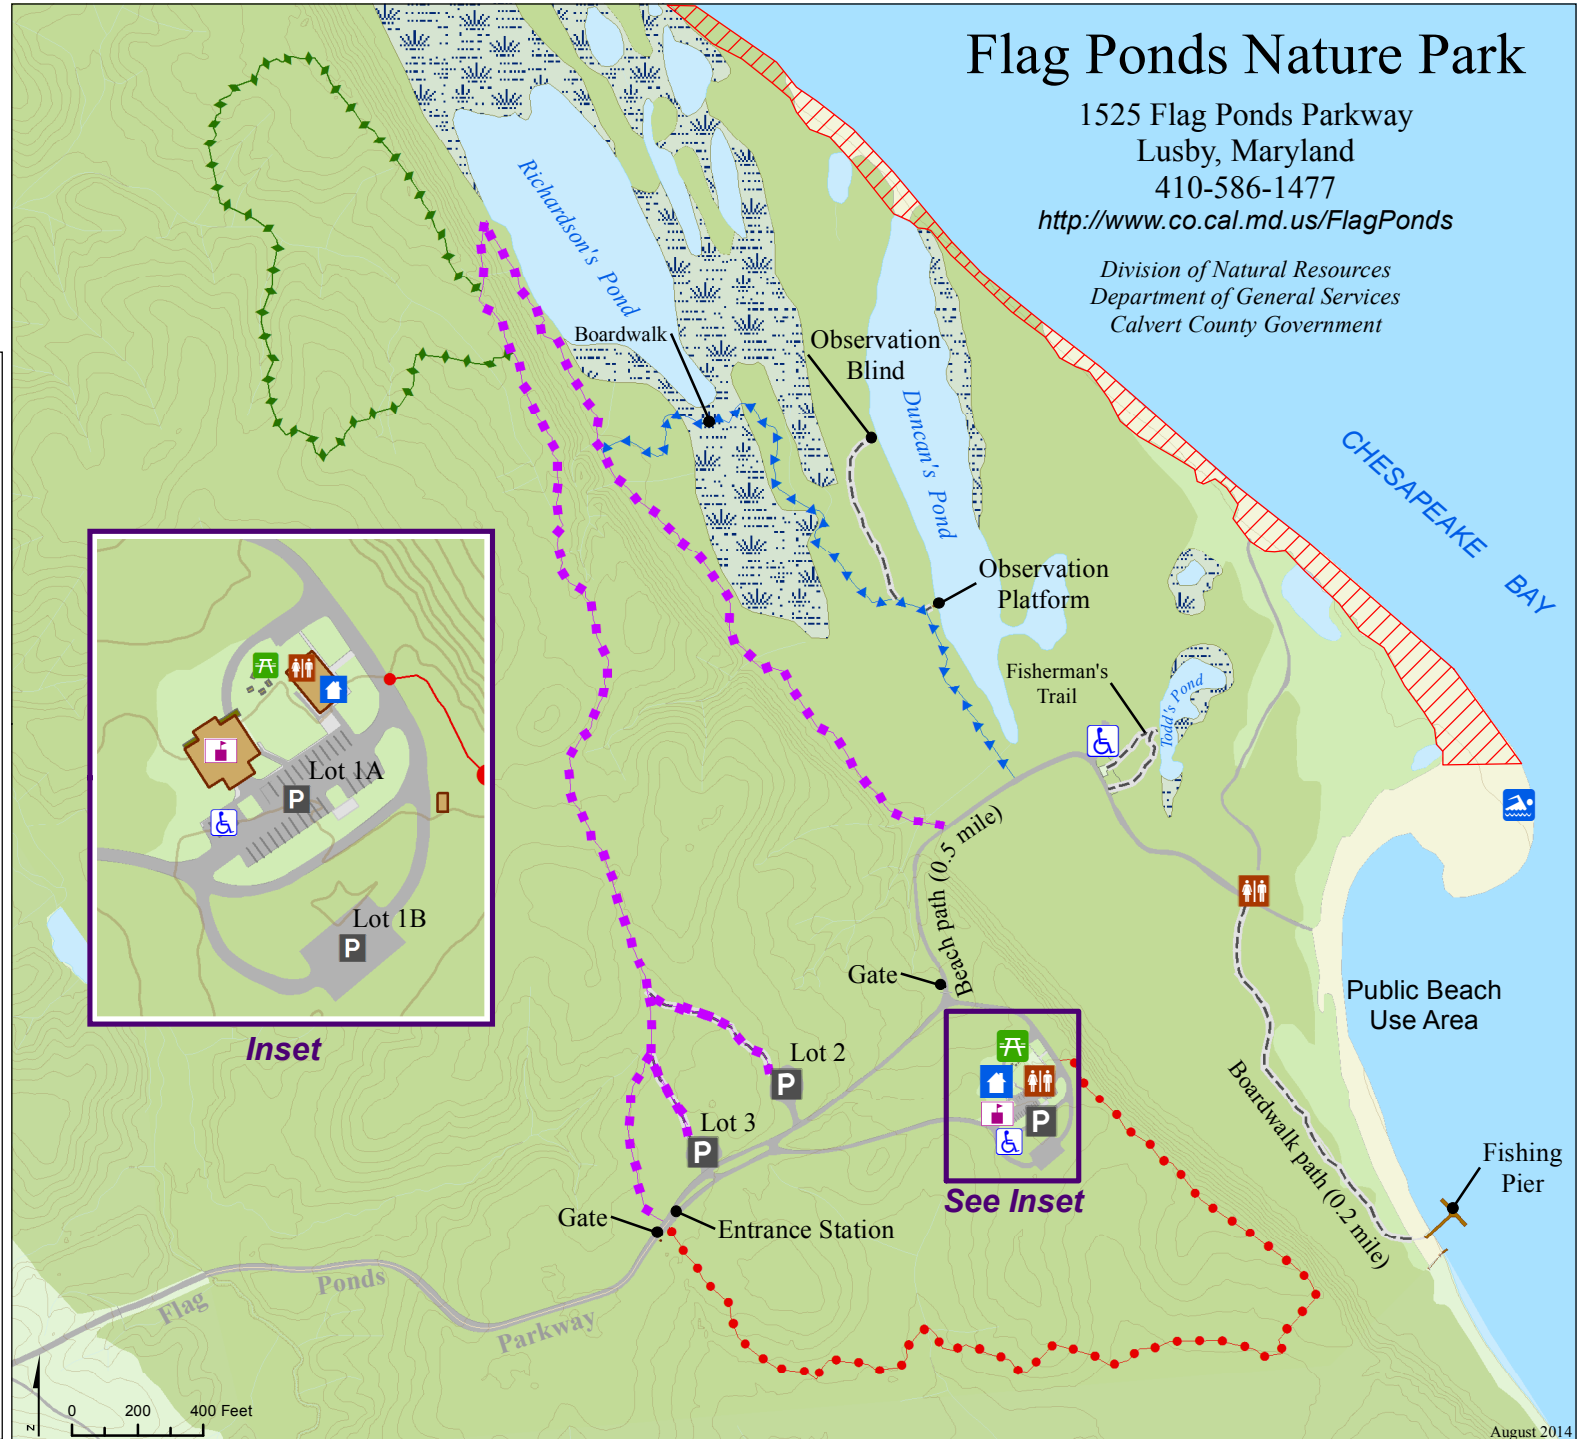 Flag Ponds Nature Park
1525 Flag Ponds Parkway
Lusby, Maryland
410-586-1477
http://www.co.cal.md.us/FlagPonds
Division of Natural Resources
Department of General Services
Calvert County Government
Richardson's Pond
Boardwalk
Observation
Blind
Duncan's Pond
CHESAPEAKE BAY
Observation
Platform
Fisherman's
Trail
Todd's Pond
Lot 1A
P
Lot 1B
P
Inset
Beach path (0.5 mile)
Gate
Public Beach
Use Area
Lot 2
P
Lot 3
P
P
See Inset
Boardwalk path (0.2 mile)
Fishing
Pier
Gate
Entrance Station
Flag Ponds Parkway
N
0 200 400 Feet
August 2014